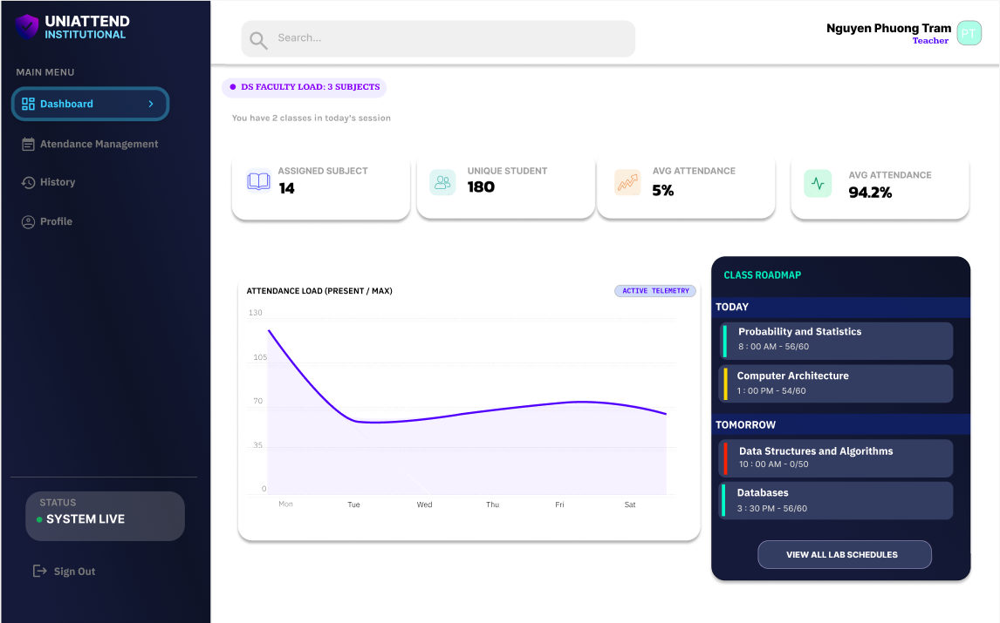 UNIATTEND
INSTITUTIONAL
MAIN MENU
Dashboard
Atendance Management
History
Profile
STATUS
SYSTEM LIVE
Sign Out
Search...
Nguyen Phuong Tram
Teacher
PT
DS FACULTY LOAD: 3 SUBJECTS
You have 2 classes in today's session
ASSIGNED SUBJECT
14
UNIQUE STUDENT
180
AVG ATTENDANCE
5%
AVG ATTENDANCE
94.2%
ATTENDANCE LOAD (PRESENT / MAX)
ACTIVE TELEMETRY
130
105
70
35
0
Mon Tue Wed Thu Fri Sat
CLASS ROADMAP
TODAY
Probability and Statistics
8 : 00 AM - 56/60
Computer Architecture
1 : 00 PM - 54/60
TOMORROW
Data Structures and Algorithms
10 : 00 AM - 0/50
Databases
3 : 30 PM - 56/60
VIEW ALL LAB SCHEDULES